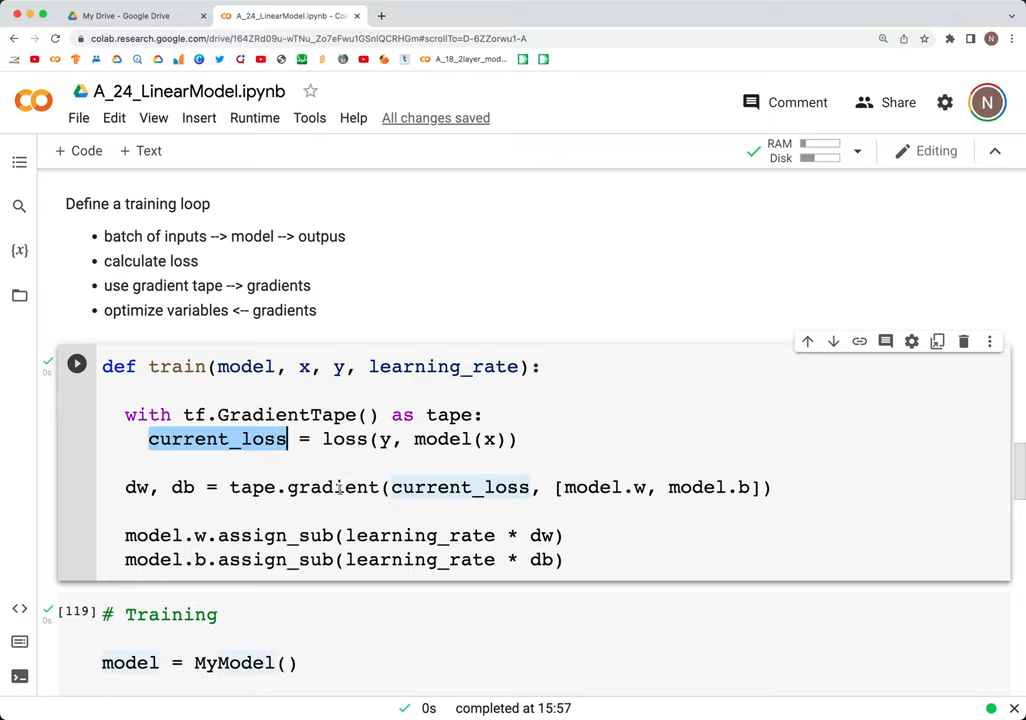 My Drive - Google Drive
A_24_LinearModel.ipynb - Col
colab.research.google.com/drive/164ZRd09u-wTNu_Zo7eFwu1GSnIQCRHGm#scrollTo=D-6ZZorwu1-A
N
A_18_2layer_mod...
CO
A_24_LinearModel.ipynb
Comment
Share
N
File Edit View Insert Runtime Tools Help All changes saved
+ Code + Text
RAM
Disk
Editing
Define a training loop
• batch of inputs --> model --> outpus
• calculate loss
• use gradient tape --> gradients
• optimize variables <-- gradients
{x}
0s
def train(model, x, y, learning_rate):
with tf.GradientTape() as tape:
current_loss = loss(y, model(x))
dw, db = tape.gradient(current_loss, [model.w, model.b])
model.w.assign_sub(learning_rate * dw)
model.b.assign_sub(learning_rate * db)
[119] # Training
0s
model = MyModel()
0s completed at 15:57